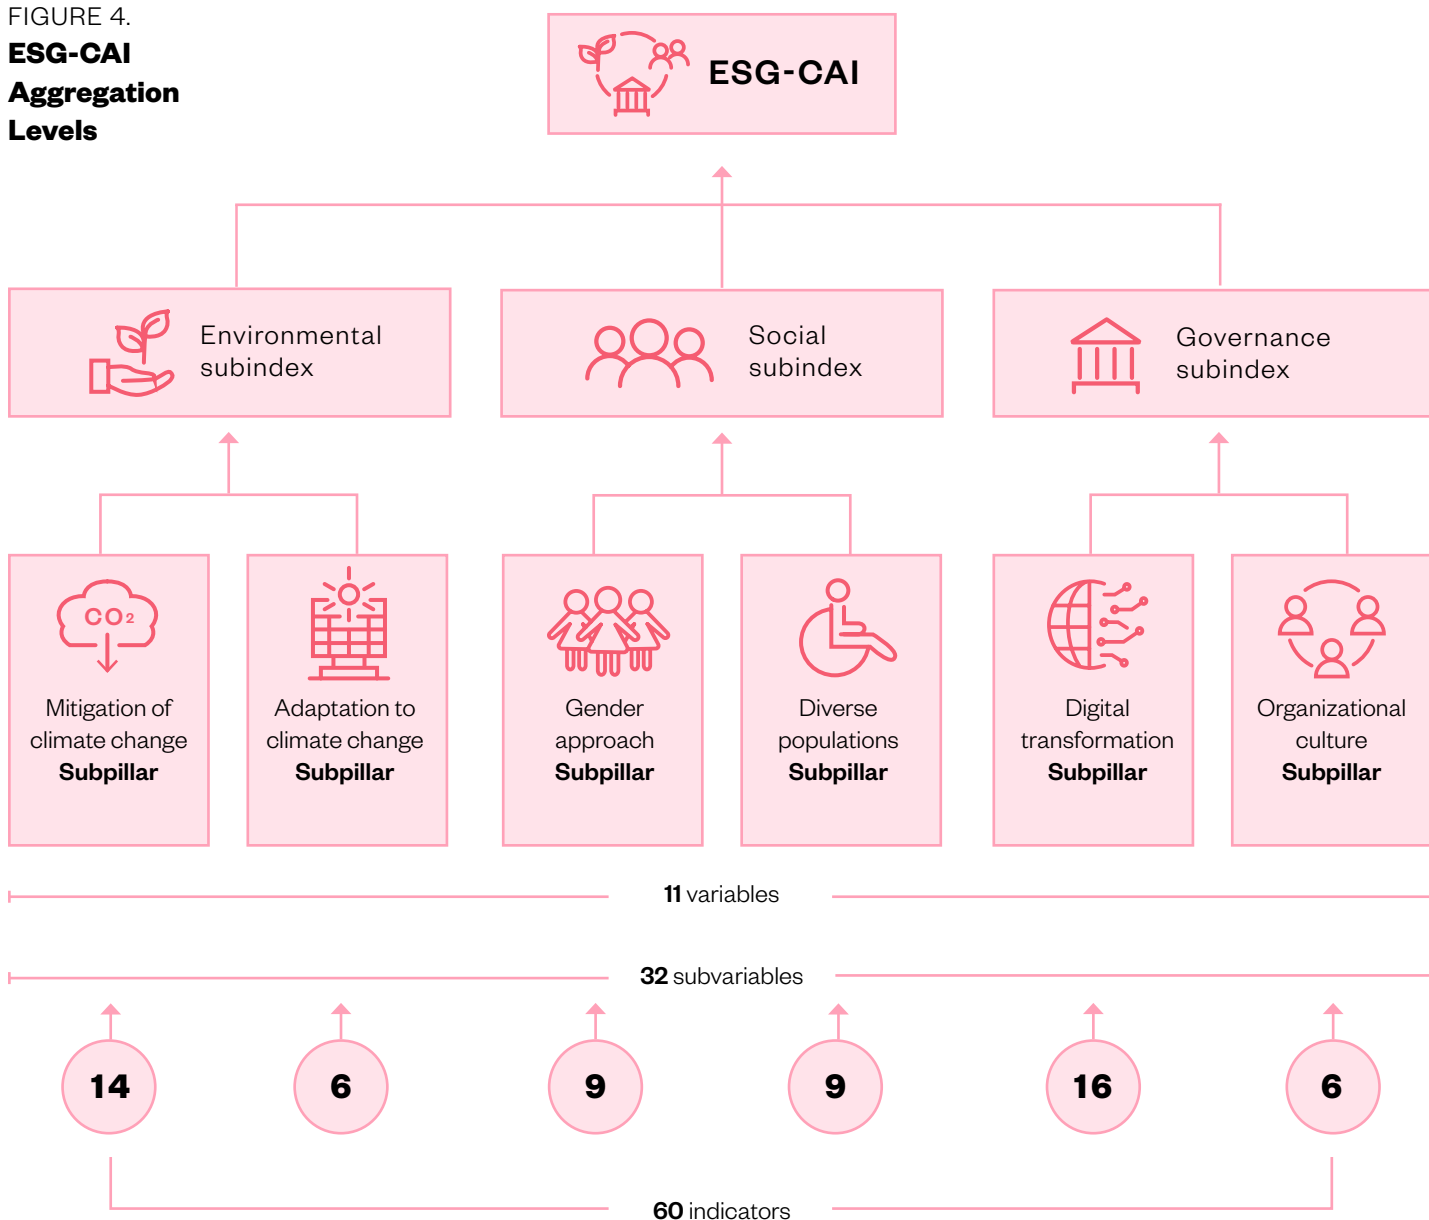 FIGURE 4.
ESG-CAI
Aggregation
Levels
ESG-CAI
Environmental
subindex
Social
subindex
Governance
subindex
CO2
Mitigation of
climate change
Subpillar
Adaptation to
climate change
Subpillar
Gender
approach
Subpillar
Diverse
populations
Subpillar
Digital
transformation
Subpillar
Organizational
culture
Subpillar
11 variables
32 subvariables
14
6
9
9
16
6
60 indicators